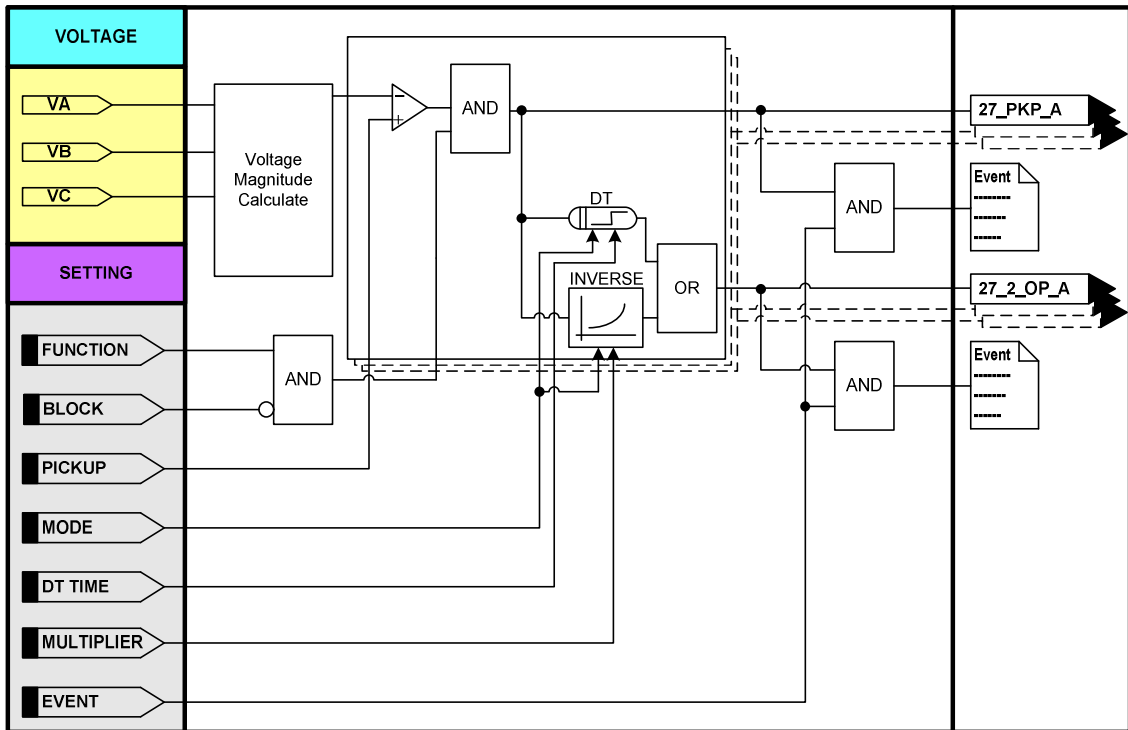 VOLTAGE
VA
VB
VC
SETTING
FUNCTION
BLOCK
PICKUP
MODE
DT TIME
MULTIPLIER
EVENT
Voltage
Magnitude
Calculate
AND
-
+
AND
DT
INVERSE
OR
AND
AND
27_PKP_A
Event
27_2_OP_A
Event